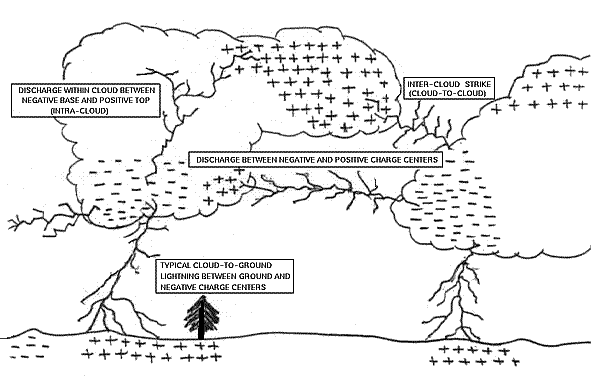 DISCHARGE WITHIN CLOUD BETWEEN
NEGATIVE BASE AND POSITIVE TOP
(INTRA-CLOUD)
INTER-CLOUD STRIKE
(CLOUD-TO-CLOUD)
DISCHARGE BETWEEN NEGATIVE AND POSITIVE CHARGE CENTERS
TYPICAL CLOUD-TO-GROUND
LIGHTNING BETWEEN GROUND AND
NEGATIVE CHARGE CENTERS